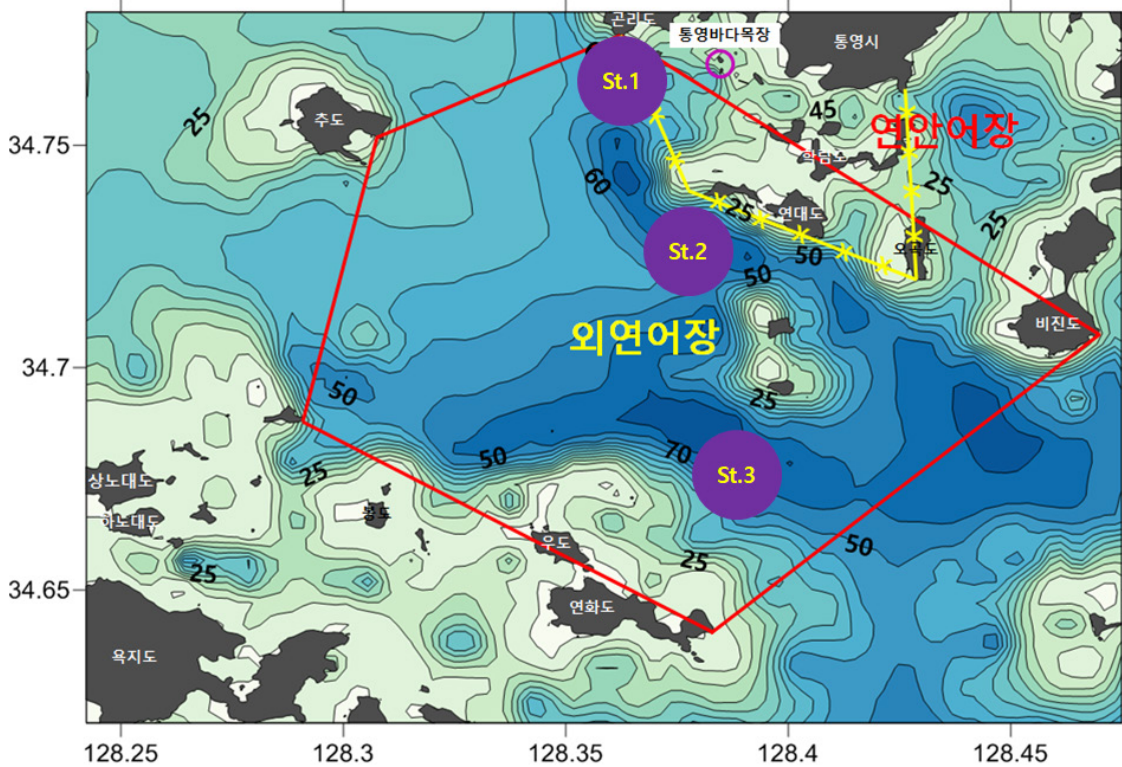 곤리도
통영바다목장
통영시
St.1
45
25
추도
연안어장
34.75
학림도
60
25
25
연대도
25
오곡도
St.2
50
50
외연어장
비진도
34.7
50
25
70
50
25
St.3
상노대도
하노대도
봉도
우도
50
25
25
34.65
연화도
욕지도
128.25
128.3
128.35
128.4
128.45